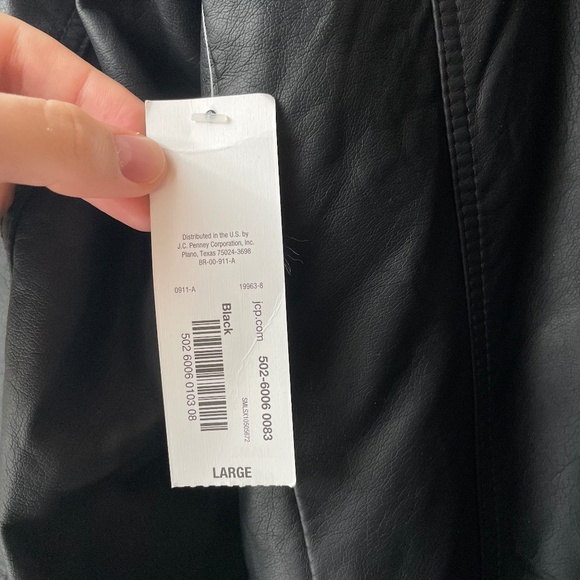 Distributed in the U.S. by
J.C. Penney Corporation, Inc.
Plano, Texas 75024-3698
BR-00-911-A
0911-A 19963-8
jcp.com 502-6006 0083
Black
SMLSX10505672
502 6006 0103 08
LARGE